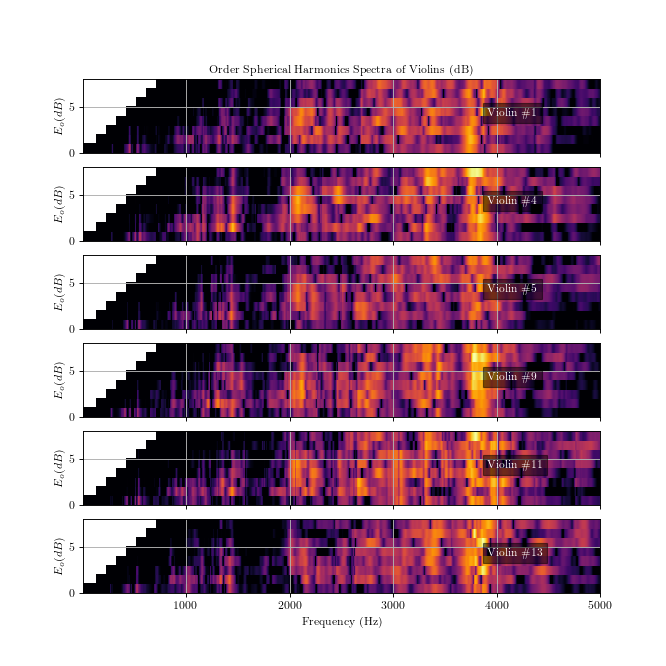 Order Spherical Harmonics Spectra of Violins (dB)
E_o(dB)
5
0
Violin #1
E_o(dB)
5
0
Violin #4
E_o(dB)
5
0
Violin #5
E_o(dB)
5
0
Violin #9
E_o(dB)
5
0
Violin #11
E_o(dB)
5
0
Violin #13
1000 2000 3000 4000 5000
Frequency (Hz)